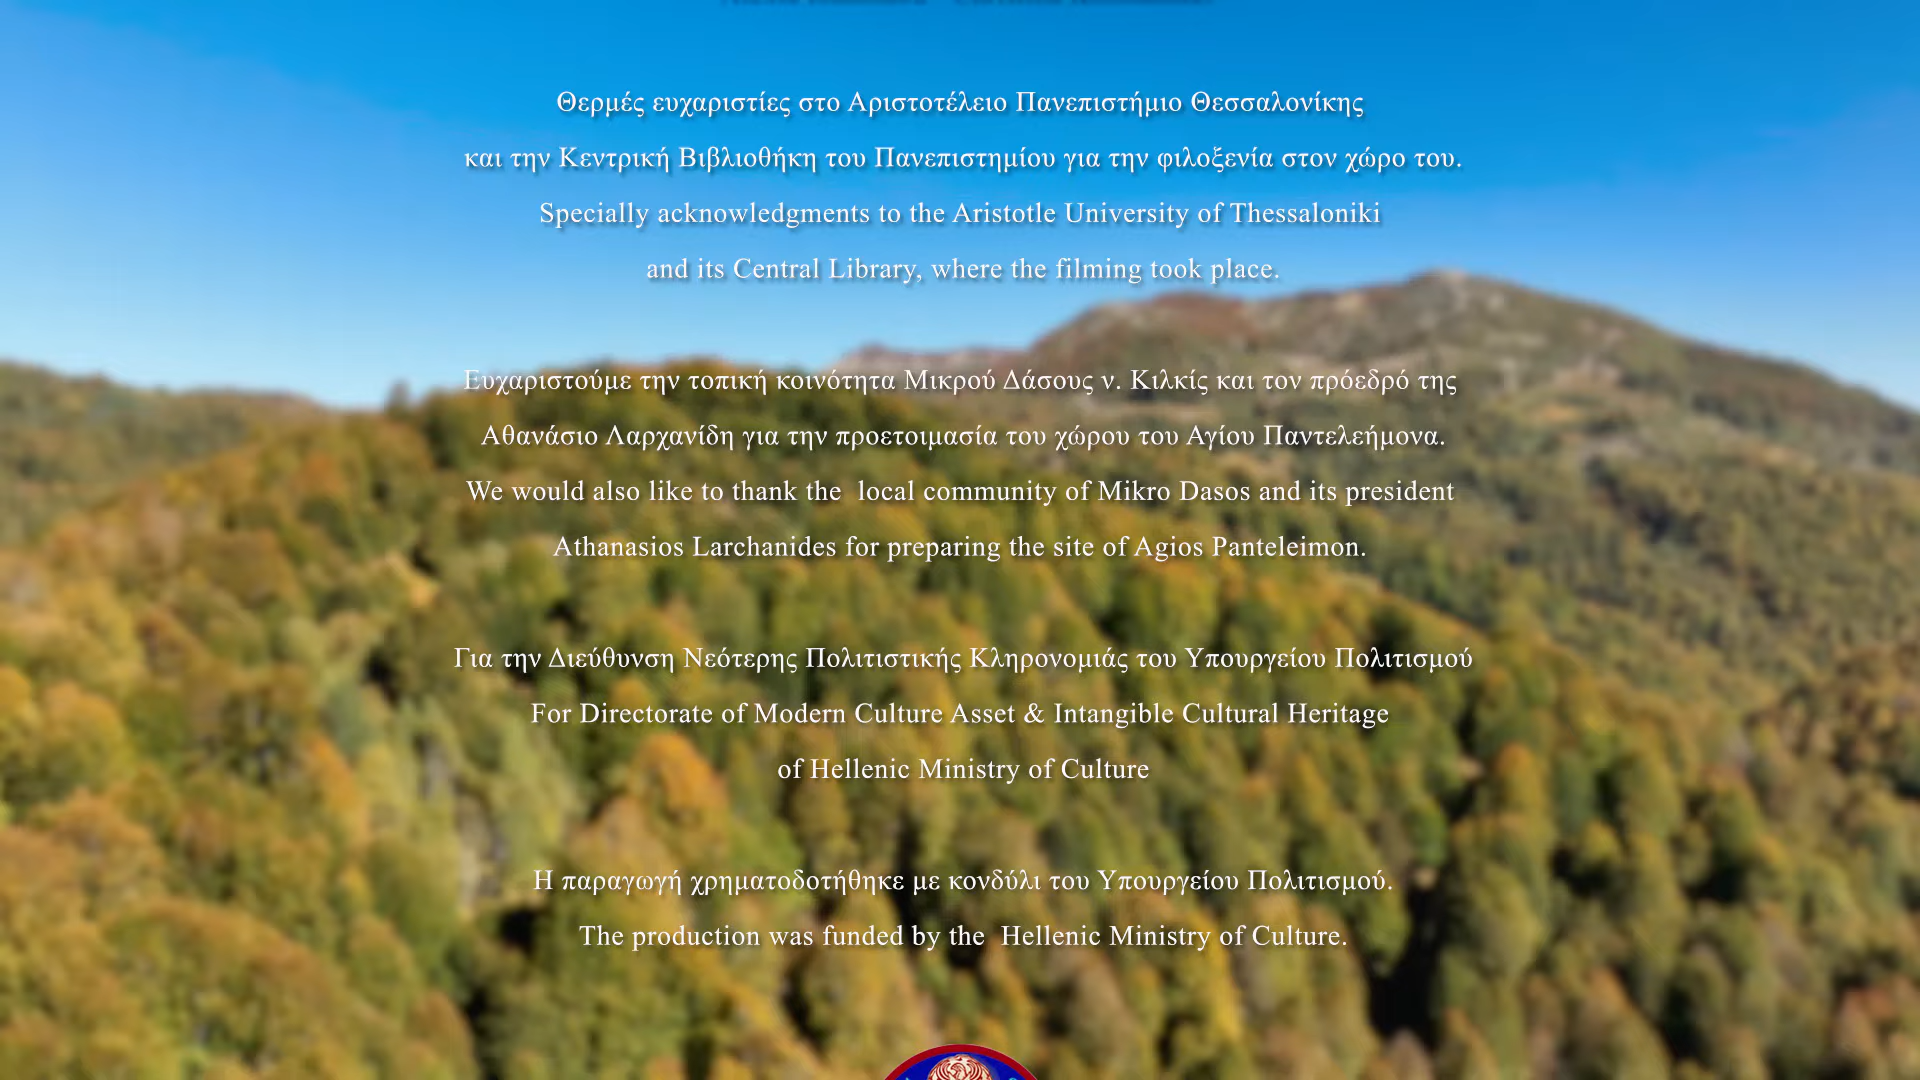 Θερμές ευχαριστίες στο Αριστοτέλειο Πανεπιστήμιο Θεσσαλονίκης
και την Κεντρική Βιβλιοθήκη του Πανεπιστημίου για την φιλοξενία στον χώρο του.
Specially acknowledgments to the Aristotle University of Thessaloniki
and its Central Library, where the filming took place.
Ευχαριστούμε την τοπική κοινότητα Μικρού Δάσους ν. Κιλκίς και τον πρόεδρό της
Αθανάσιο Λαρχανίδη για την προετοιμασία του χώρου του Αγίου Παντελεήμονα.
We would also like to thank the  local community of Mikro Dasos and its president
Athanasios Larchanides for preparing the site of Agios Panteleimon.
Για την Διεύθυνση Νεότερης Πολιτιστικής Κληρονομιάς του Υπουργείου Πολιτισμού
For Directorate of Modern Culture Asset & Intangible Cultural Heritage
of Hellenic Ministry of Culture
Η παραγωγή χρηματοδοτήθηκε με κονδύλι του Υπουργείου Πολιτισμού.
The production was funded by the  Hellenic Ministry of Culture.